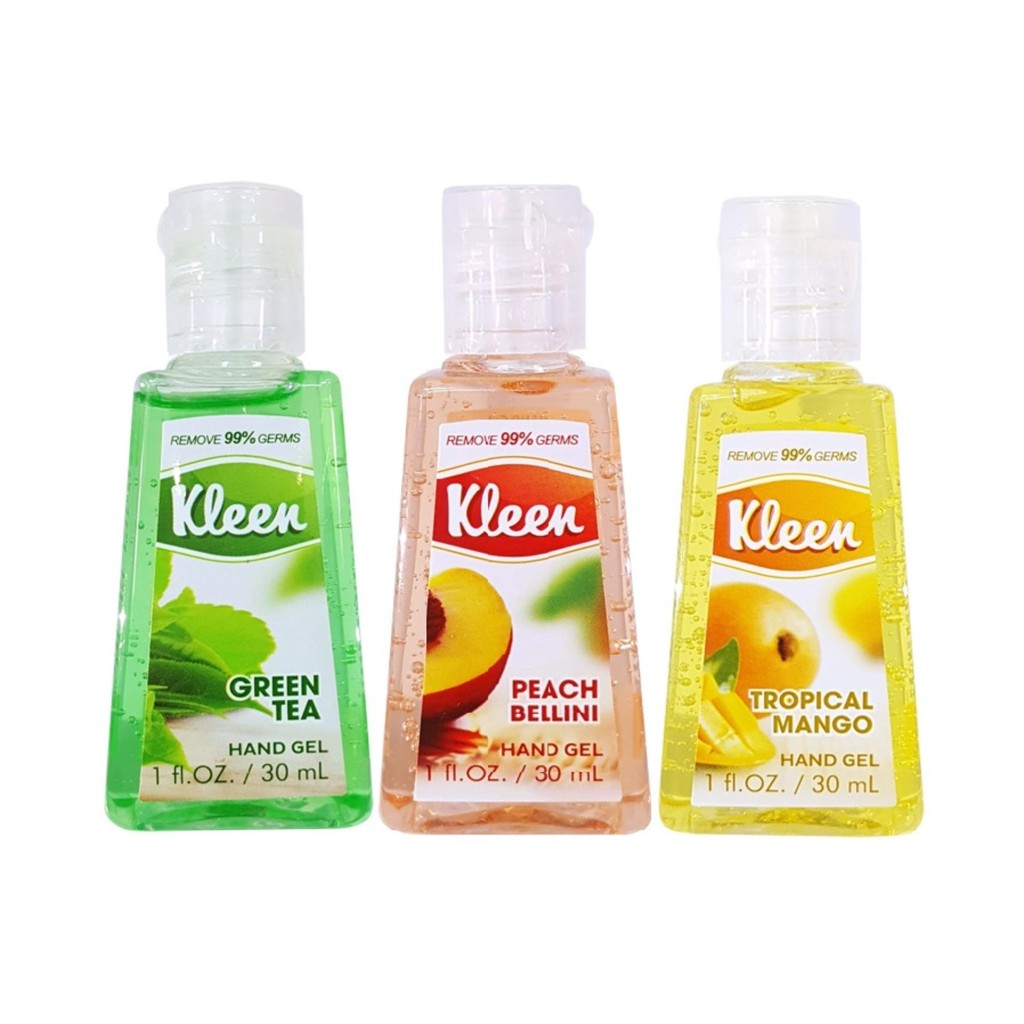 REMOVE 99% GERMS
Kleen
GREEN
TEA
HAND GEL
1 fl.OZ. / 30 mL
REMOVE 99% GERMS
Kleen
PEACH
BELLINI
HAND GEL
1 fl.OZ. / 30 mL
REMOVE 99% GERMS
Kleen
TROPICAL
MANGO
HAND GEL
1 fl.OZ. / 30 mL